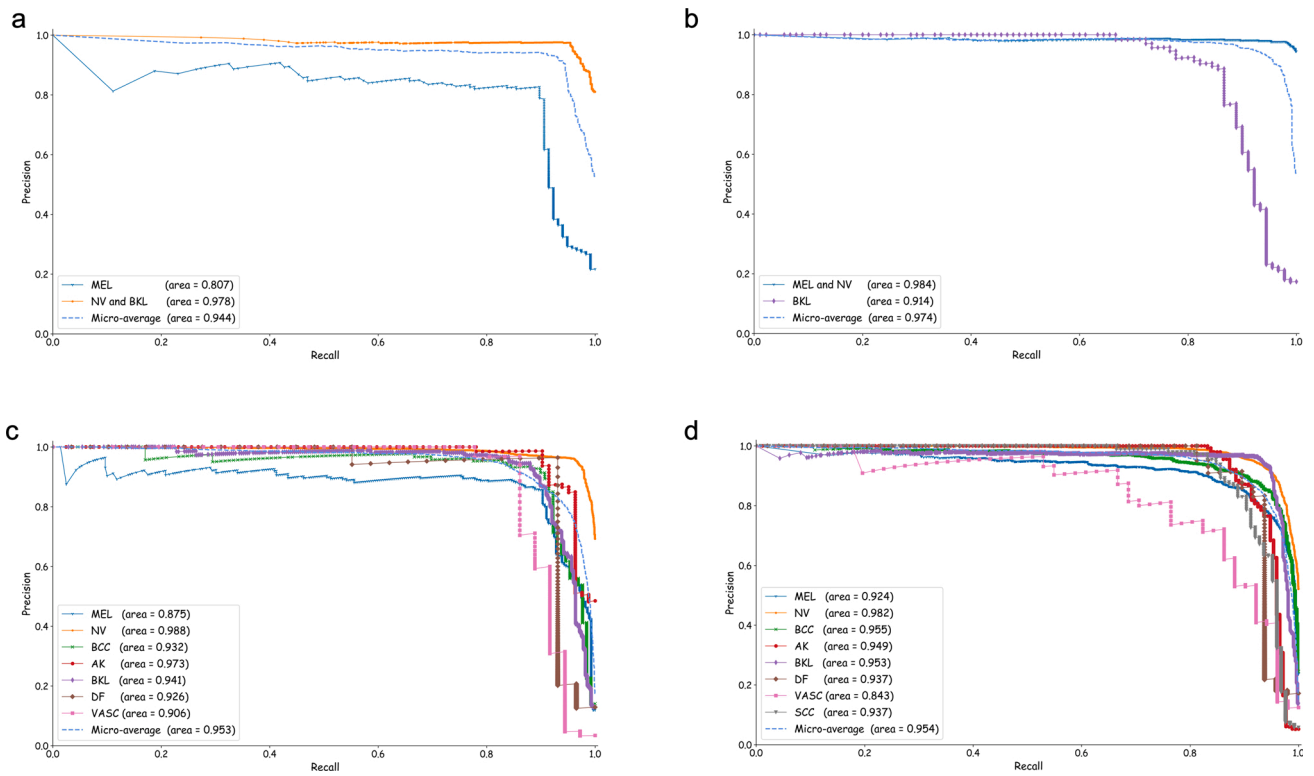 a
1.0
0.8
0.6
0.4
0.2
0.0
Precision
MEL (area = 0.807)
NV and BKL (area = 0.978)
Micro-average (area = 0.944)
0.0 0.2 0.4 0.6 0.8 1.0
Recall
b
1.0
0.8
0.6
0.4
0.2
0.0
Precision
MEL and NV (area = 0.984)
BKL (area = 0.914)
Micro-average (area = 0.974)
0.0 0.2 0.4 0.6 0.8 1.0
Recall
c
1.0
0.8
0.6
0.4
0.2
0.0
Precision
MEL (area = 0.875)
NV (area = 0.988)
BCC (area = 0.932)
AK (area = 0.973)
BKL (area = 0.941)
DF (area = 0.926)
VASC (area = 0.906)
Micro-average (area = 0.953)
0.0 0.2 0.4 0.6 0.8 1.0
Recall
d
1.0
0.8
0.6
0.4
0.2
0.0
Precision
MEL (area = 0.924)
NV (area = 0.982)
BCC (area = 0.955)
AK (area = 0.949)
BKL (area = 0.953)
DF (area = 0.937)
VASC (area = 0.843)
SCC (area = 0.937)
Micro-average (area = 0.954)
0.0 0.2 0.4 0.6 0.8 1.0
Recall